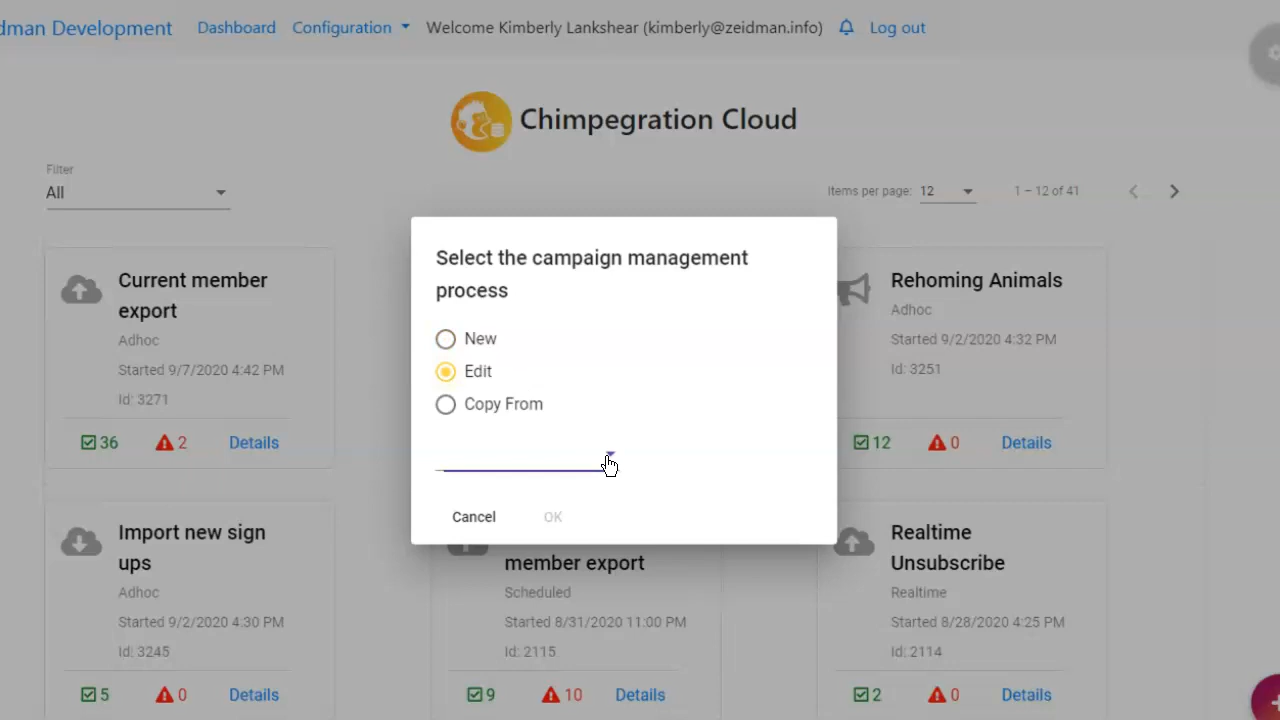 dman Development Dashboard Configuration Welcome Kimberly Lankshear (kimberly@zeidman.info) Log out
Chimpegration Cloud
Filter
All
Items per page: 12 1 – 12 of 41
Select the campaign management
process
New
Edit
Copy From
Cancel OK
Current member
export
Adhoc
Started 9/7/2020 4:42 PM
Id: 3271
36 2 Details
Rehoming Animals
Adhoc
Started 9/2/2020 4:32 PM
Id: 3251
12 0 Details
Import new sign
ups
Adhoc
Started 9/2/2020 4:30 PM
Id: 3245
5 0 Details
member export
Scheduled
Started 8/31/2020 11:00 PM
Id: 2115
9 10 Details
Realtime
Unsubscribe
Realtime
Started 8/28/2020 4:25 PM
Id: 2114
2 0 Details